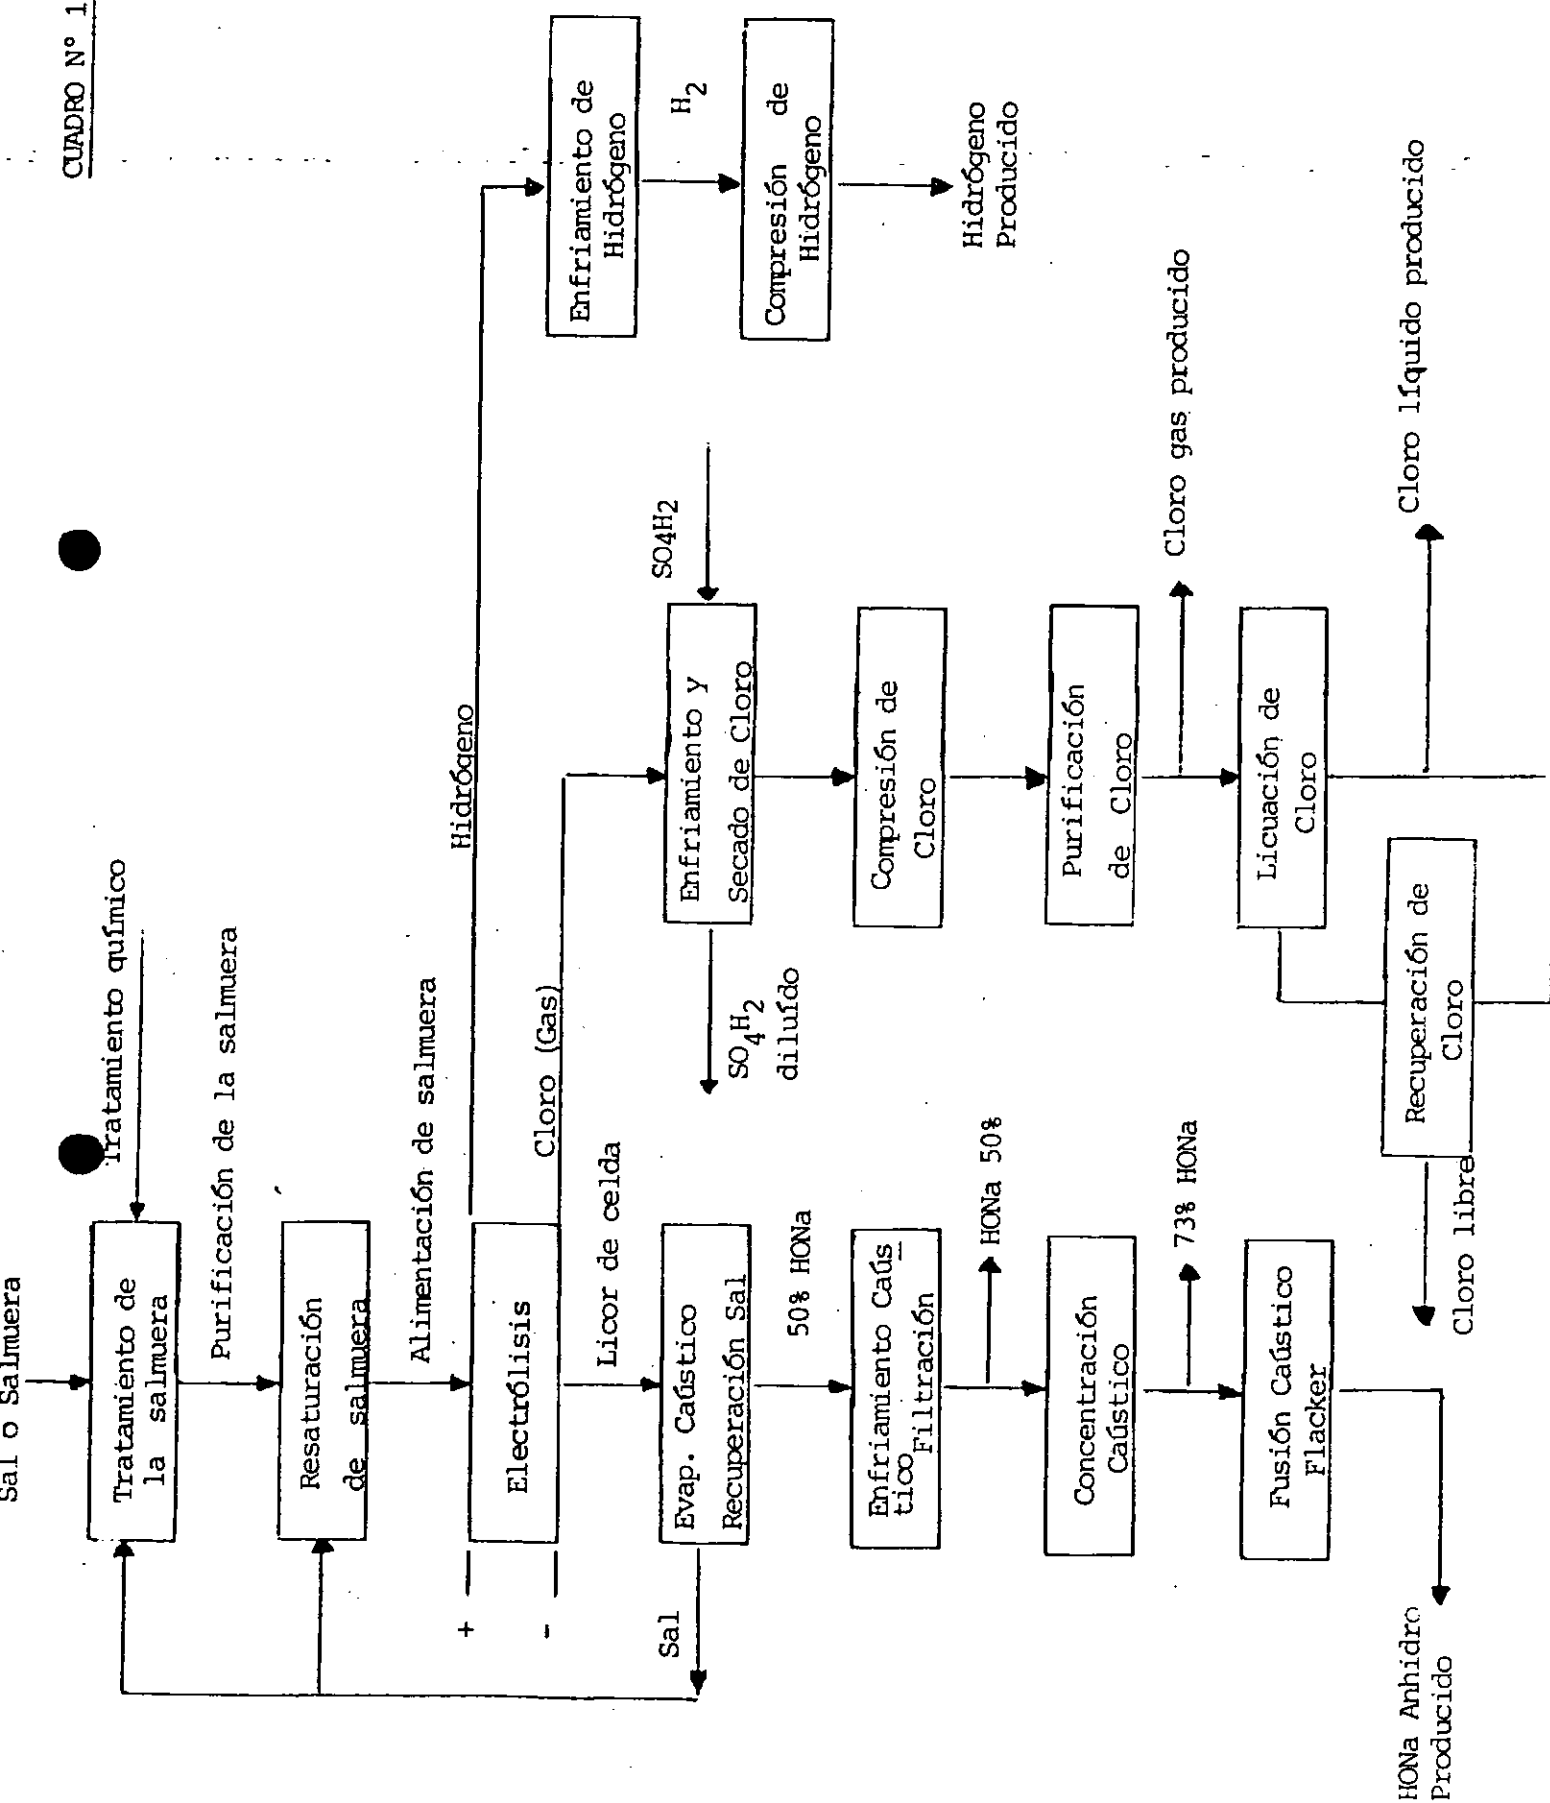 CUADRO N° 1
Sal o Salmuera
Tratamiento de
la salmuera
Tratamiento químico
Purificación de la salmuera
Resaturación
de salmuera
Alimentación de salmuera
+
-
Electrólisis
Hidrógeno
Cloro (Gas)
Licor de celda
Evap. Caústico
Recuperación Sal
Sal
50% HONa
Enfriamiento Caús
tico
Filtración
HONa 50%
Concentración
Caústico
73% HONa
Fusión Caústico
Flacker
HONa Anhidro
Producido
SO4H2
Enfriamiento y
Secado de Cloro
SO4H2
diluído
Compresión de
Cloro
Purificación
de Cloro
Cloro gas producido
Licuación de
Cloro
Cloro líquido producido
Recuperación de
Cloro
Cloro libre
Enfriamiento de
Hidrógeno
H2
Compresión de
Hidrógeno
Hidrógeno
Producido